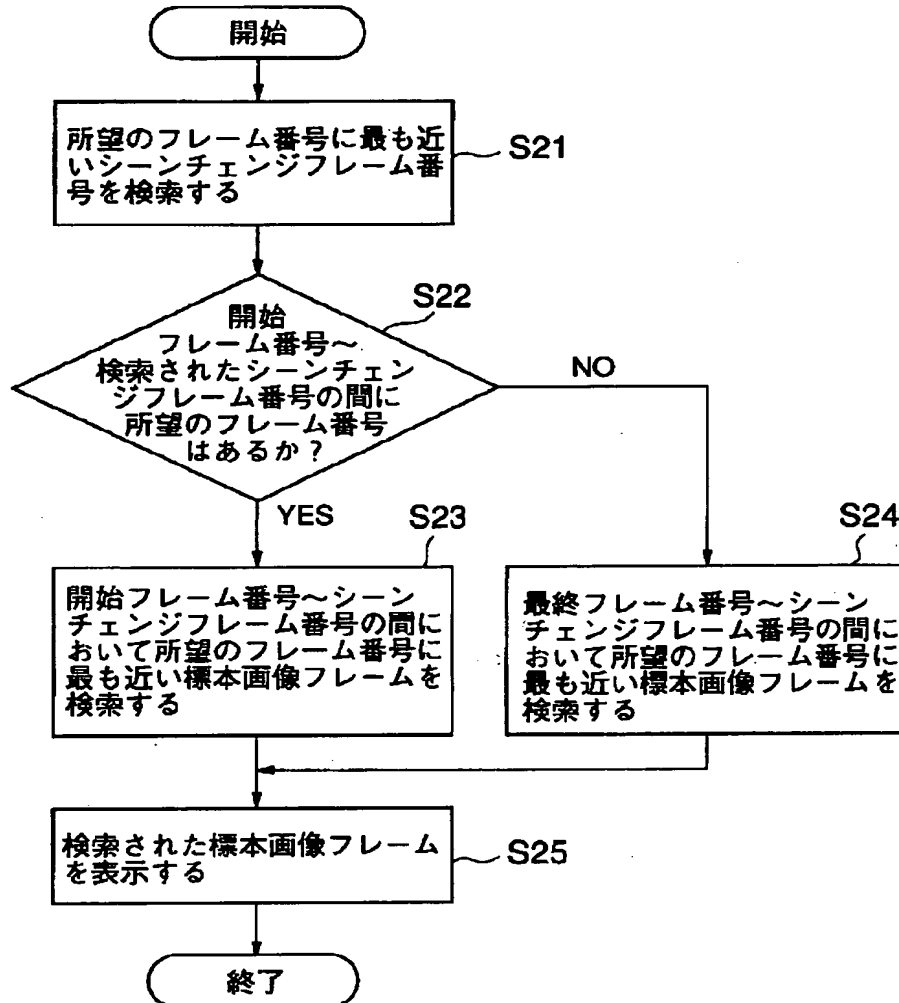 開始
所望のフレーム番号に最も近
いシーンチェンジフレーム番
号を検索する
S21
S22
開始
フレーム番号～
検索されたシーンチェン
ジフレーム番号の間に
所望のフレーム番号
はあるか？
NO
YES
S23
開始フレーム番号～シーン
チェンジフレーム番号の間に
おいて所望のフレーム番号に
最も近い標本画像フレームを
検索する
S24
最終フレーム番号～シーン
チェンジフレーム番号の間に
おいて所望のフレーム番号に
最も近い標本画像フレームを
検索する
検索された標本画像フレーム
を表示する
S25
終了